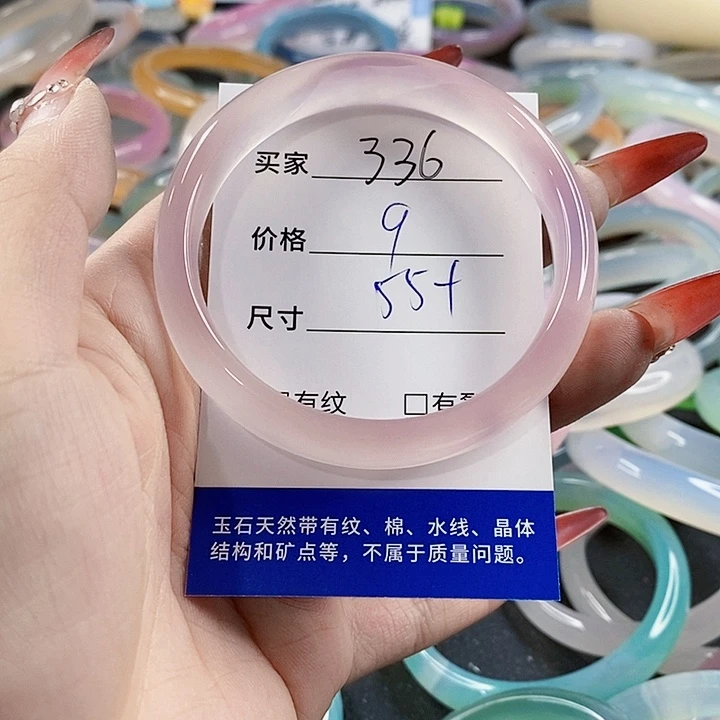 买家 336
价格 9
尺寸 55+
有纹 □有
玉石天然带有纹、棉、水线、晶体
结构和矿点等，不属于质量问题。